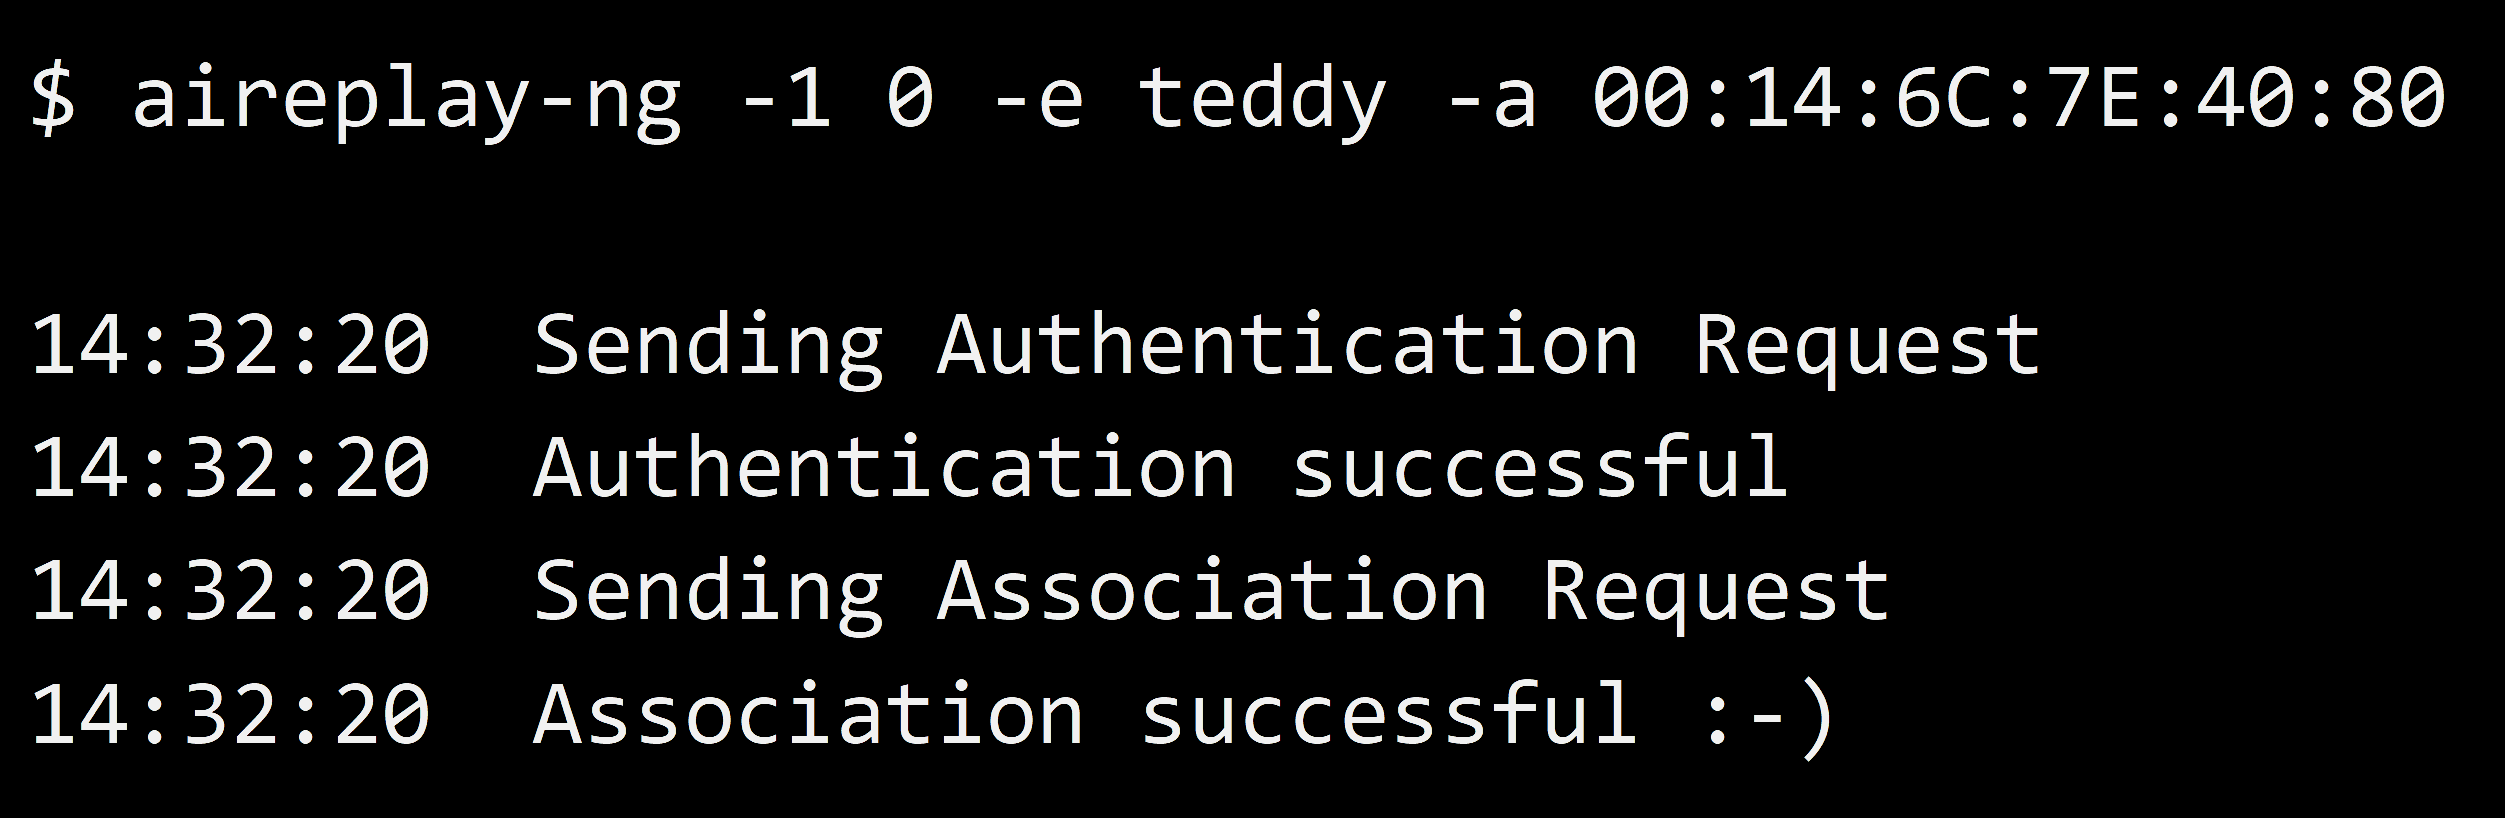 $ aireplay-ng -1 0 -e teddy -a 00:14:6C:7E:40:80
14:32:20  Sending Authentication Request
14:32:20  Authentication successful
14:32:20  Sending Association Request
14:32:20  Association successful :-)